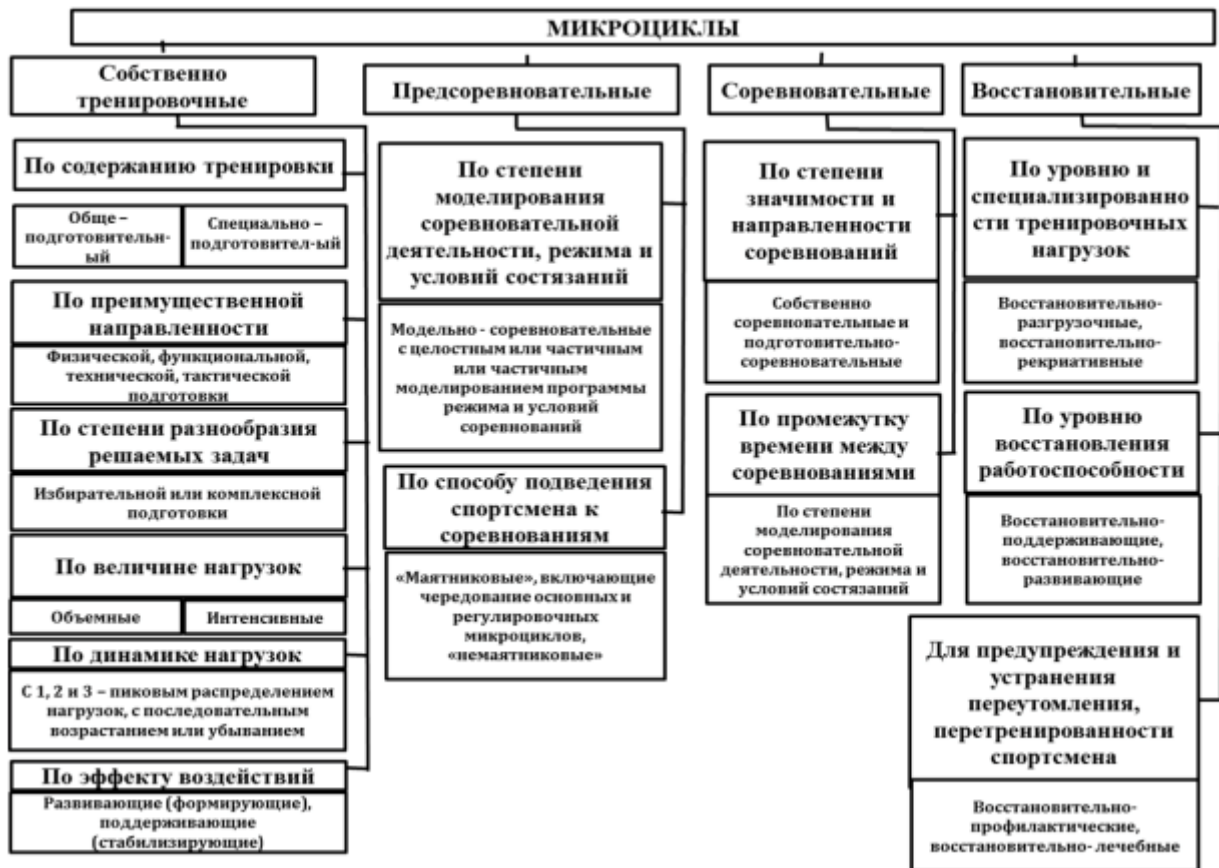 МИКРОЦИКЛЫ
Собственно
тренировочные
По содержанию тренировки
Обще –
подготовительн-
ый
Специально –
подготовител-ый
По преимущественной
направленности
Физической, функциональной,
технической, тактической
подготовки
По степени разнообразия
решаемых задач
Избирательной или комплексной
подготовки
По величине нагрузок
Объемные
Интенсивные
По динамике нагрузок
С 1, 2 и 3 – пиковым распределением
нагрузок, с последовательным
возрастанием или убыванием
По эффекту воздействий
Развивающие (формирующие),
поддерживающие
(стабилизирующие)
Предсоревновательные
По степени
моделирования
соревновательной
деятельности, режима и
условий состязаний
Модельно - соревновательные
с целостным или частичным
или частичным
моделированием программы
режима и условий
соревнований
По способу подведения
спортсмена к
соревнованиям
«Маятниковые», включающие
чередование основных и
регулировочных
микроциклов,
«немаятниковые»
Соревновательные
По степени
значимости и
направленности
соревнований
Собственно
соревновательные и
подготовительно-
соревновательные
По промежутку
времени между
соревнованиями
По степени
моделирования
соревновательной
деятельности, режима и
условий состязаний
Восстановительные
По уровню и
специализированно
сти тренировочных
нагрузок
Восстановительно-
разгрузочные,
восстановительно-
рекриативные
По уровню
восстановления
работоспособности
Восстановительно-
поддерживающие,
восстановительно-
развивающие
Для предупреждения и
устранения
переутомления,
перетренированности
спортсмена
Восстановительно-
профилактические,
восстановительно- лечебные